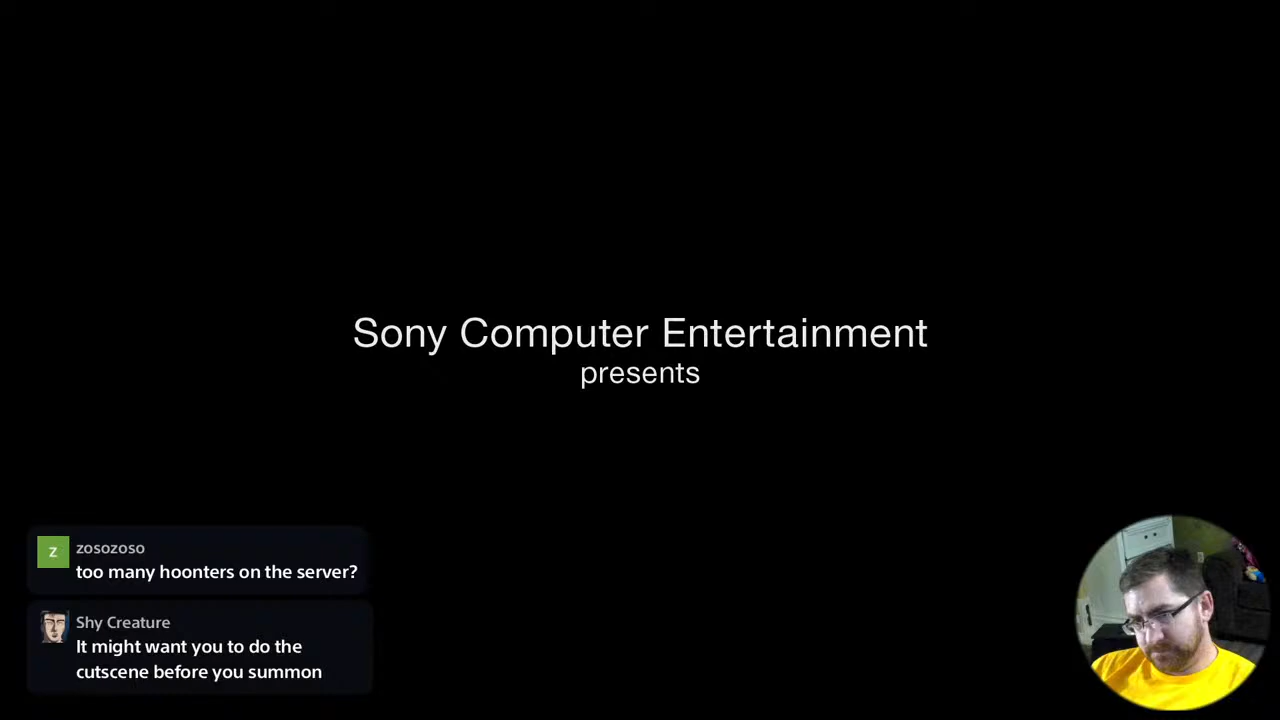 Sony Computer Entertainment
presents
Z
zosozoso
too many hoonters on the server?
Shy Creature
It might want you to do the
cutscene before you summon